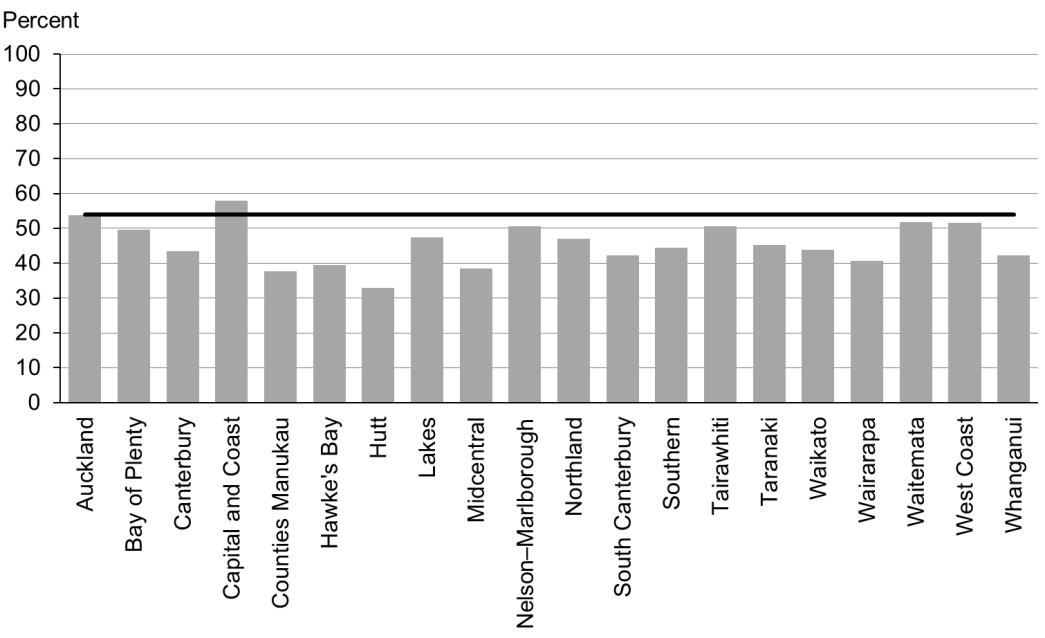 Percent
100
90
80
70
60
50
40
30
20
10
0
Auckland
Bay of Plenty
Canterbury
Capital and Coast
Counties Manukau
Hawke's Bay
Hutt
Lakes
Midcentral
Nelson–Marlborough
Northland
South Canterbury
Southern
Tairawhiti
Taranaki
Waikato
Wairarapa
Waitemata
West Coast
Whanganui